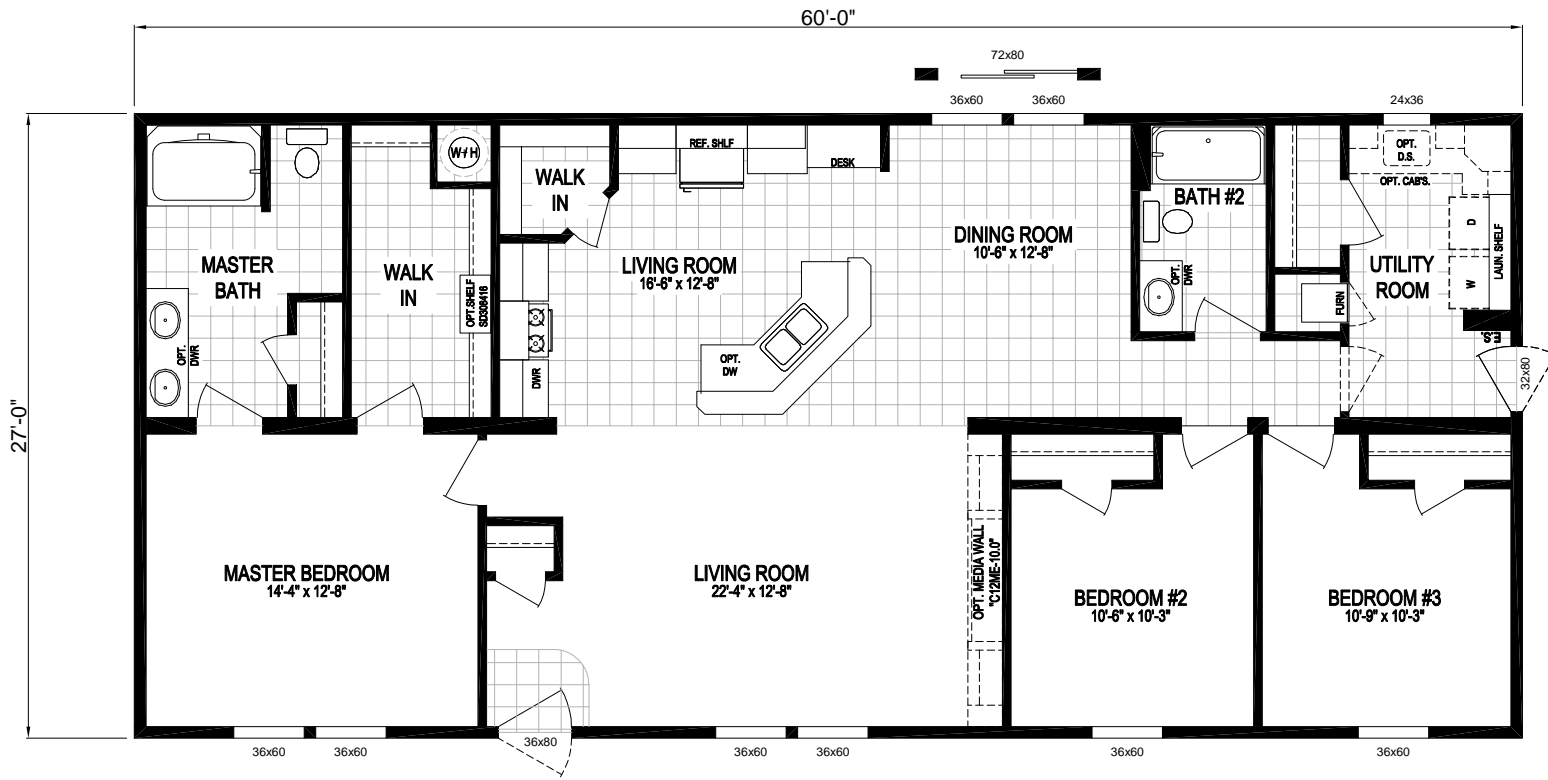 60'-0"
72x80
36x60
36x60
24x36
27'-0"
W/H
REF. SHLF
DESK
OPT.
D.S.
OPT. CAB'S.
WALK
IN
BATH #2
MASTER
BATH
WALK
IN
OPT.SHELF
SD308416
LIVING ROOM
16'-6" x 12'-8"
DINING ROOM
10'-6" x 12'-8"
OPT.
DWR
UTILITY
ROOM
D
W
LAUN. SHELF
FURN
OPT.
DWR
DWR
OPT.
DW
32x80
MASTER BEDROOM
14'-4" x 12'-8"
LIVING ROOM
22'-4" x 12'-8"
OPT. MEDIA WALL
"C12ME-10.0"
BEDROOM #2
10'-6" x 10'-3"
BEDROOM #3
10'-9" x 10'-3"
36x60
36x60
36x80
36x60
36x60
36x60
36x60